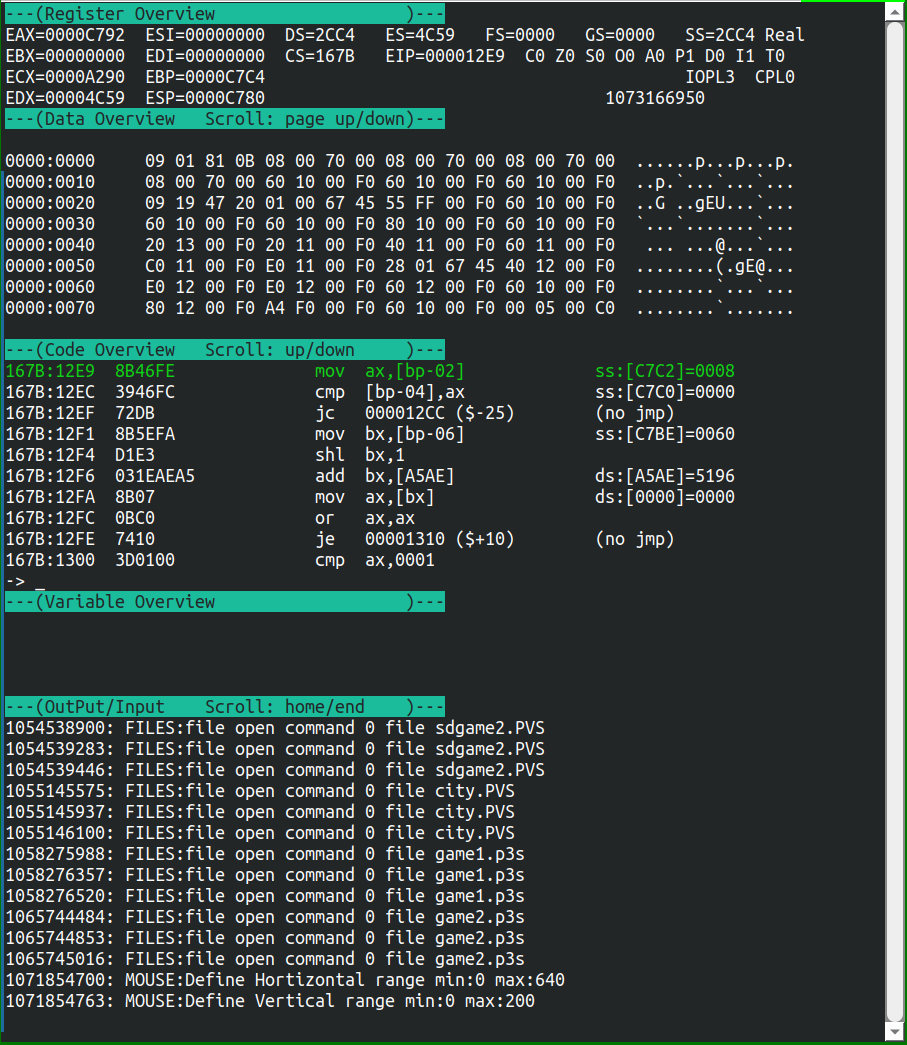 ---(Register Overview                   )---
EAX=0000C792  ESI=00000000  DS=2CC4   ES=4C59   FS=0000   GS=0000   SS=2CC4 Real
EBX=00000000  EDI=00000000  CS=167B   EIP=000012E9  C0 Z0 S0 O0 A0 P1 D0 I1 T0
ECX=0000A290  EBP=0000C7C4                                          IOPL3  CPL0
EDX=00004C59  ESP=0000C780                                  1073166950
---(Data Overview   Scroll: page up/down)---
0000:0000     09 01 81 0B 08 00 70 00 08 00 70 00 08 00 70 00  ......p...p...p.
0000:0010     08 00 70 00 60 10 00 F0 60 10 00 F0 60 10 00 F0  ..p.`...`...`...
0000:0020     09 19 47 20 01 00 67 45 55 FF 00 F0 60 10 00 F0  ..G ..gEU...`...
0000:0030     60 10 00 F0 60 10 00 F0 80 10 00 F0 60 10 00 F0  `...`.......`...
0000:0040     20 13 00 F0 20 11 00 F0 40 11 00 F0 60 11 00 F0   ... ...@...`...
0000:0050     C0 11 00 F0 E0 11 00 F0 28 01 67 45 40 12 00 F0  ........(.gE@...
0000:0060     E0 12 00 F0 E0 12 00 F0 60 12 00 F0 60 10 00 F0  ........`...`...
0000:0070     80 12 00 F0 A4 F0 00 F0 60 10 00 F0 00 05 00 C0  ........`.......
---(Code Overview   Scroll: up/down     )---
167B:12E9  8B46FE              mov  ax,[bp-02]             ss:[C7C2]=0008
167B:12EC  3946FC              cmp  [bp-04],ax             ss:[C7C0]=0000
167B:12EF  72DB                jc   000012CC ($-25)        (no jmp)
167B:12F1  8B5EFA              mov  bx,[bp-06]             ss:[C7BE]=0060
167B:12F4  D1E3                shl  bx,1
167B:12F6  031EAEA5            add  bx,[A5AE]              ds:[A5AE]=5196
167B:12FA  8B07                mov  ax,[bx]                ds:[0000]=0000
167B:12FC  0BC0                or   ax,ax
167B:12FE  7410                je   00001310 ($+10)        (no jmp)
167B:1300  3D0100              cmp  ax,0001
-> _
---(Variable Overview                   )---
---(OutPut/Input    Scroll: home/end    )---
1054538900: FILES:file open command 0 file sdgame2.PVS
1054539283: FILES:file open command 0 file sdgame2.PVS
1054539446: FILES:file open command 0 file sdgame2.PVS
1055145575: FILES:file open command 0 file city.PVS
1055145937: FILES:file open command 0 file city.PVS
1055146100: FILES:file open command 0 file city.PVS
1058275988: FILES:file open command 0 file game1.p3s
1058276357: FILES:file open command 0 file game1.p3s
1058276520: FILES:file open command 0 file game1.p3s
1065744484: FILES:file open command 0 file game2.p3s
1065744853: FILES:file open command 0 file game2.p3s
1065745016: FILES:file open command 0 file game2.p3s
1071854700: MOUSE:Define Hortizontal range min:0 max:640
1071854763: MOUSE:Define Vertical range min:0 max:200